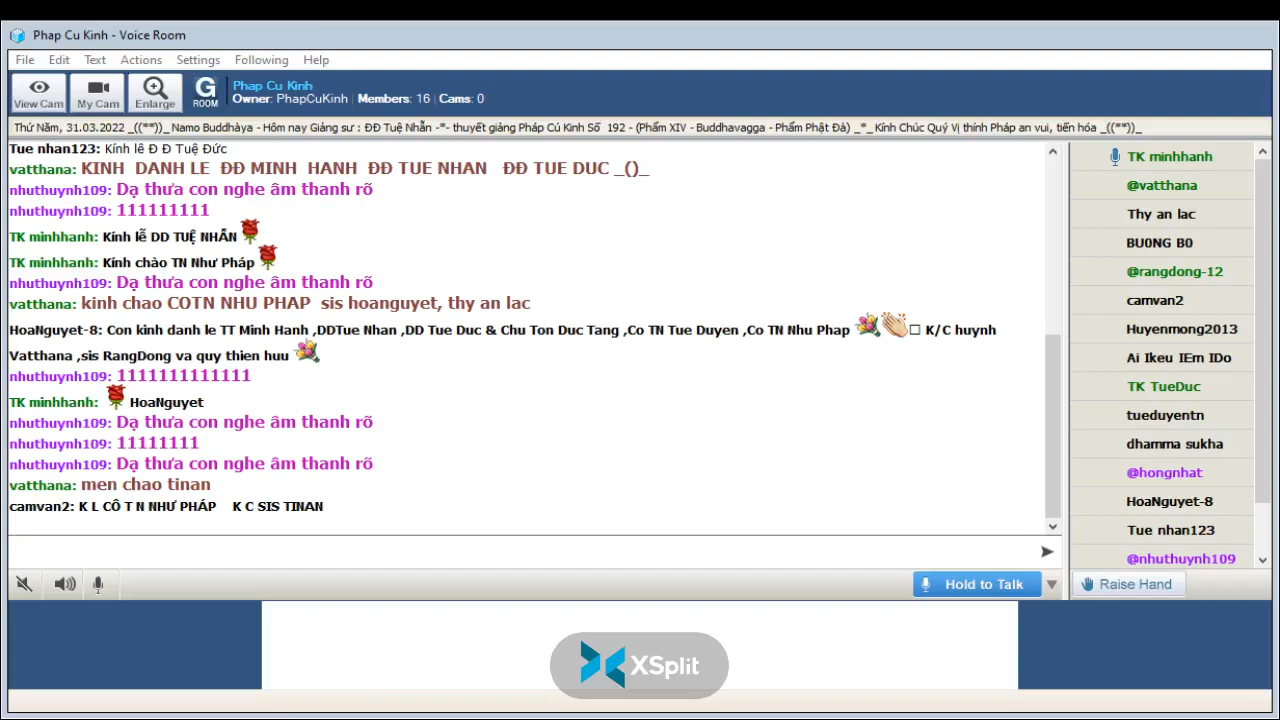 Phap Cu Kinh - Voice Room
File Edit Text Actions Settings Following Help
View Cam My Cam Enlarge G ROOM
Phap Cu Kinh
Owner: PhapCuKinh | Members: 16 | Cams: 0
Thứ Năm, 31.03.2022 _((**))_ Namo Buddhàya - Hôm nay Giảng sư : ĐĐ Tuệ Nhẫn -*- thuyết giảng Pháp Cú Kinh Số 192 - (Phẩm XIV - Buddhavagga - Phẩm Phật Đà) _*_ Kính Chúc Quý Vị thính Pháp an vui, tiến hóa _((**))_
Tue nhan123: Kính lê Đ Đ Tuệ Đức
vatthana: KINH DANH LE ĐĐ MINH HANH ĐĐ TUE NHAN ĐĐ TUE DUC _()_
nhuthuynh109: Dạ thưa con nghe âm thanh rõ
nhuthuynh109: 111111111
TK minhhanh: Kính lễ DD TUỆ NHẪN
TK minhhanh: Kính chào TN Như Pháp
nhuthuynh109: Dạ thưa con nghe âm thanh rõ
vatthana: kinh chao COTN NHU PHAP sis hoanguyet, thy an lac
HoaNguyet-8: Con kinh danh le TT Minh Hanh ,DDTue Nhan ,DD Tue Duc & Chu Ton Duc Tang ,Co TN Tue Duyen ,Co TN Nhu Phap K/C huynh
Vatthana ,sis RangDong va quy thien huu
nhuthuynh109: 1111111111111
TK minhhanh: HoaNguyet
nhuthuynh109: Dạ thưa con nghe âm thanh rõ
nhuthuynh109: 11111111
nhuthuynh109: Dạ thưa con nghe âm thanh rõ
vatthana: men chao tinan
camvan2: K L CÔ T N NHƯ PHÁP K C SIS TINAN
Hold to Talk
TK minhhanh
@vatthana
Thy an lac
BU0NG B0
@rangdong-12
camvan2
Huyenmong2013
Ai Ikeu IEm IDo
TK TueDuc
tueduyentn
dhamma sukha
@hongnhat
HoaNguyet-8
Tue nhan123
@nhuthuynh109
Raise Hand
XSplit